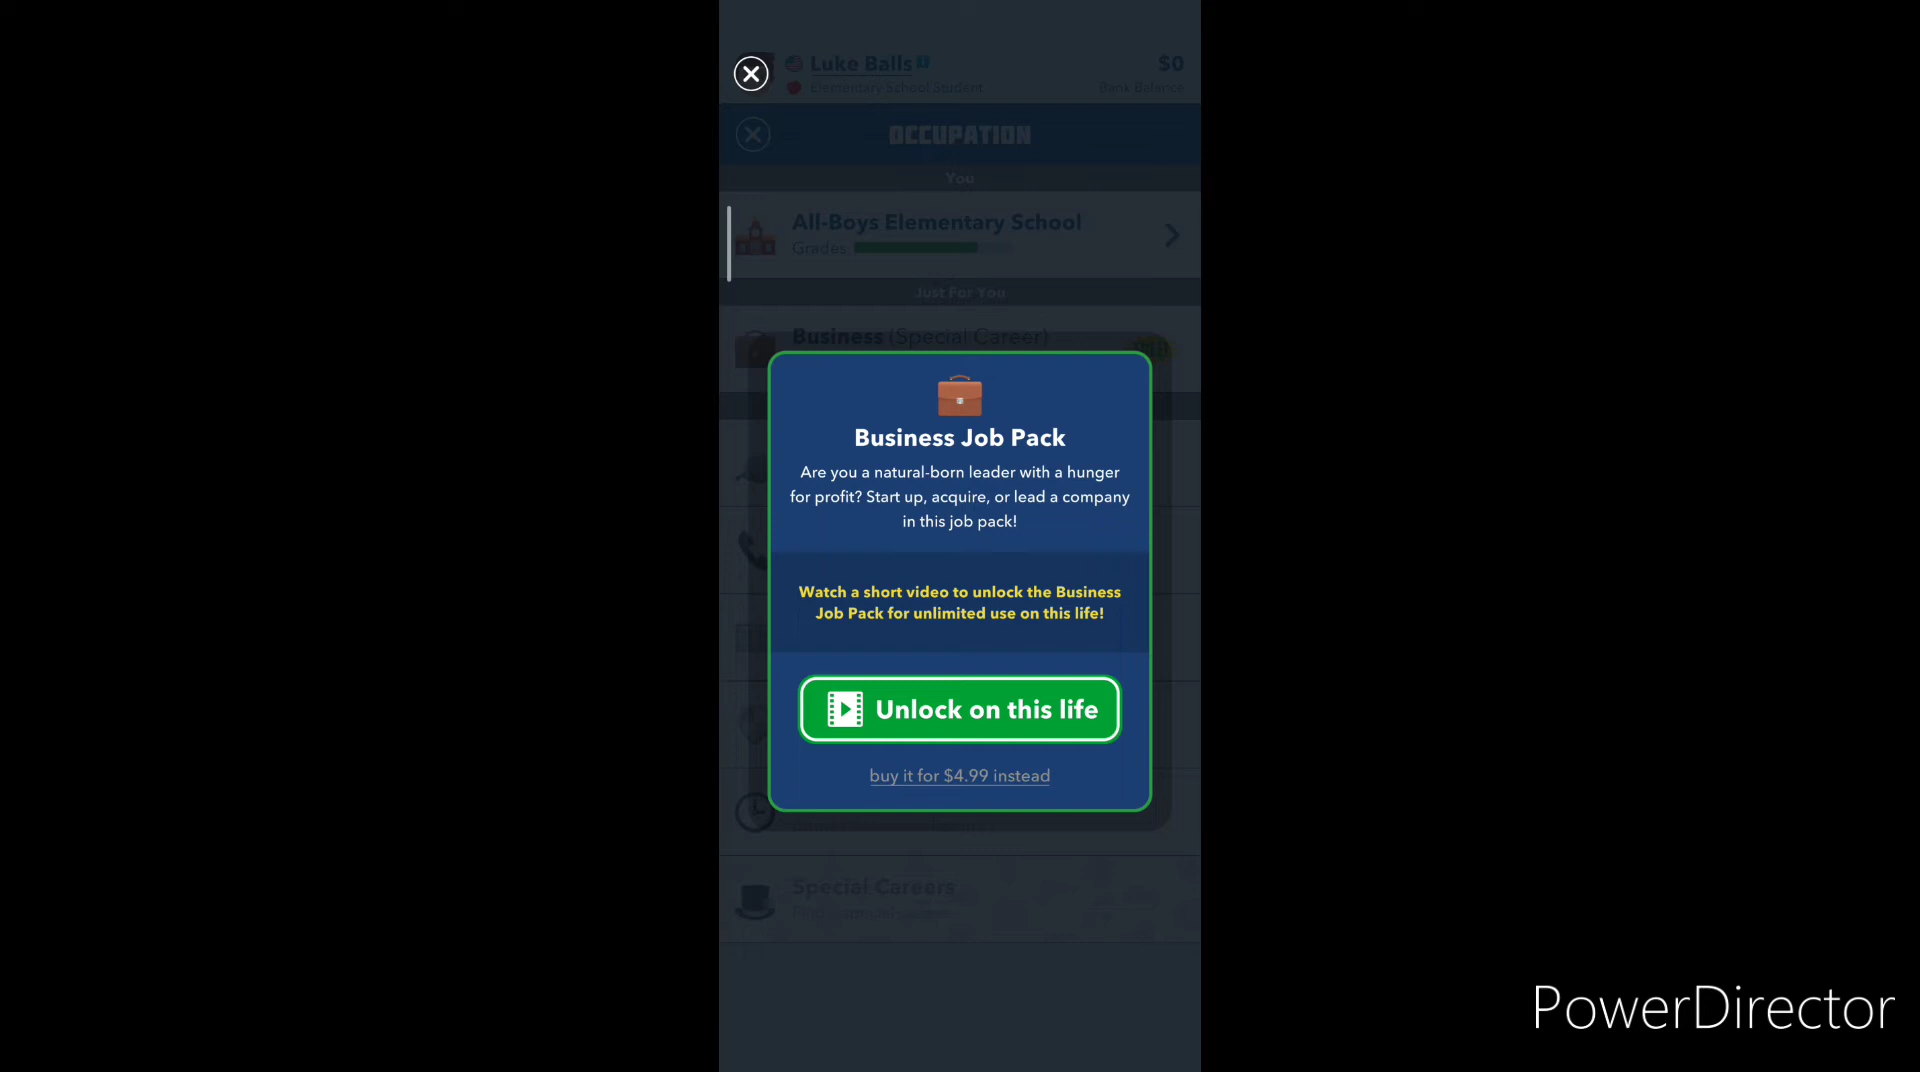 Luke Balls
$0
Elementary School Student
Bank Balance
OCCUPATION
You
All-Boys Elementary School
Grades
Just For You
Business (Special Career)
Business Job Pack
Are you a natural-born leader with a hunger
for profit? Start up, acquire, or lead a company
in this job pack!
Watch a short video to unlock the Business
Job Pack for unlimited use on this life!
Unlock on this life
buy it for $4.99 instead
Special Careers
PowerDirector